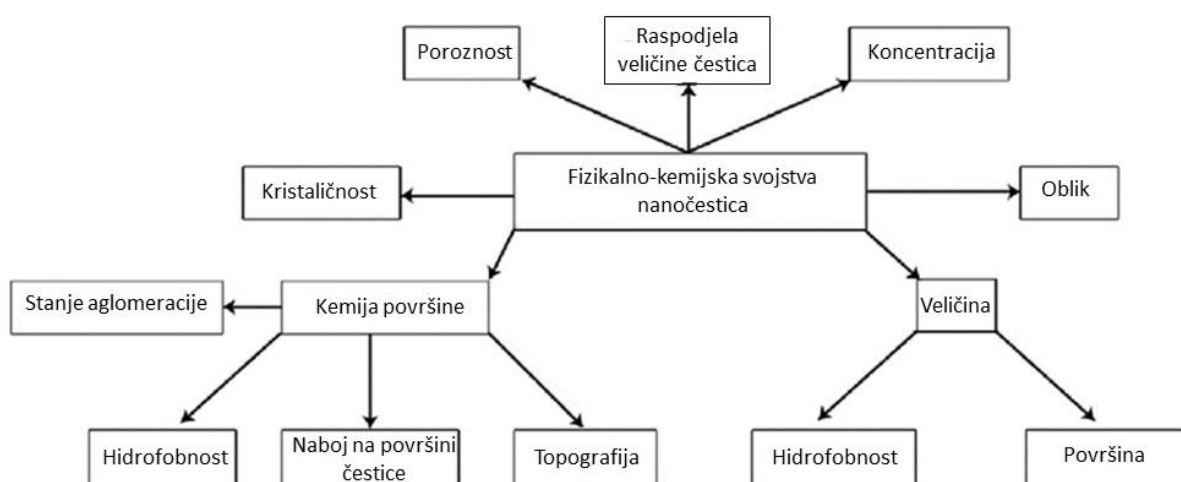 Poroznost
Raspodjela
veličine čestica
Koncentracija
Kristaličnost
Fizikalno-kemijska svojstva
nanočestica
Oblik
Stanje aglomeracije
Kemija površine
Veličina
Hidrofobnost
Naboj na površini
čestice
Topografija
Hidrofobnost
Površina